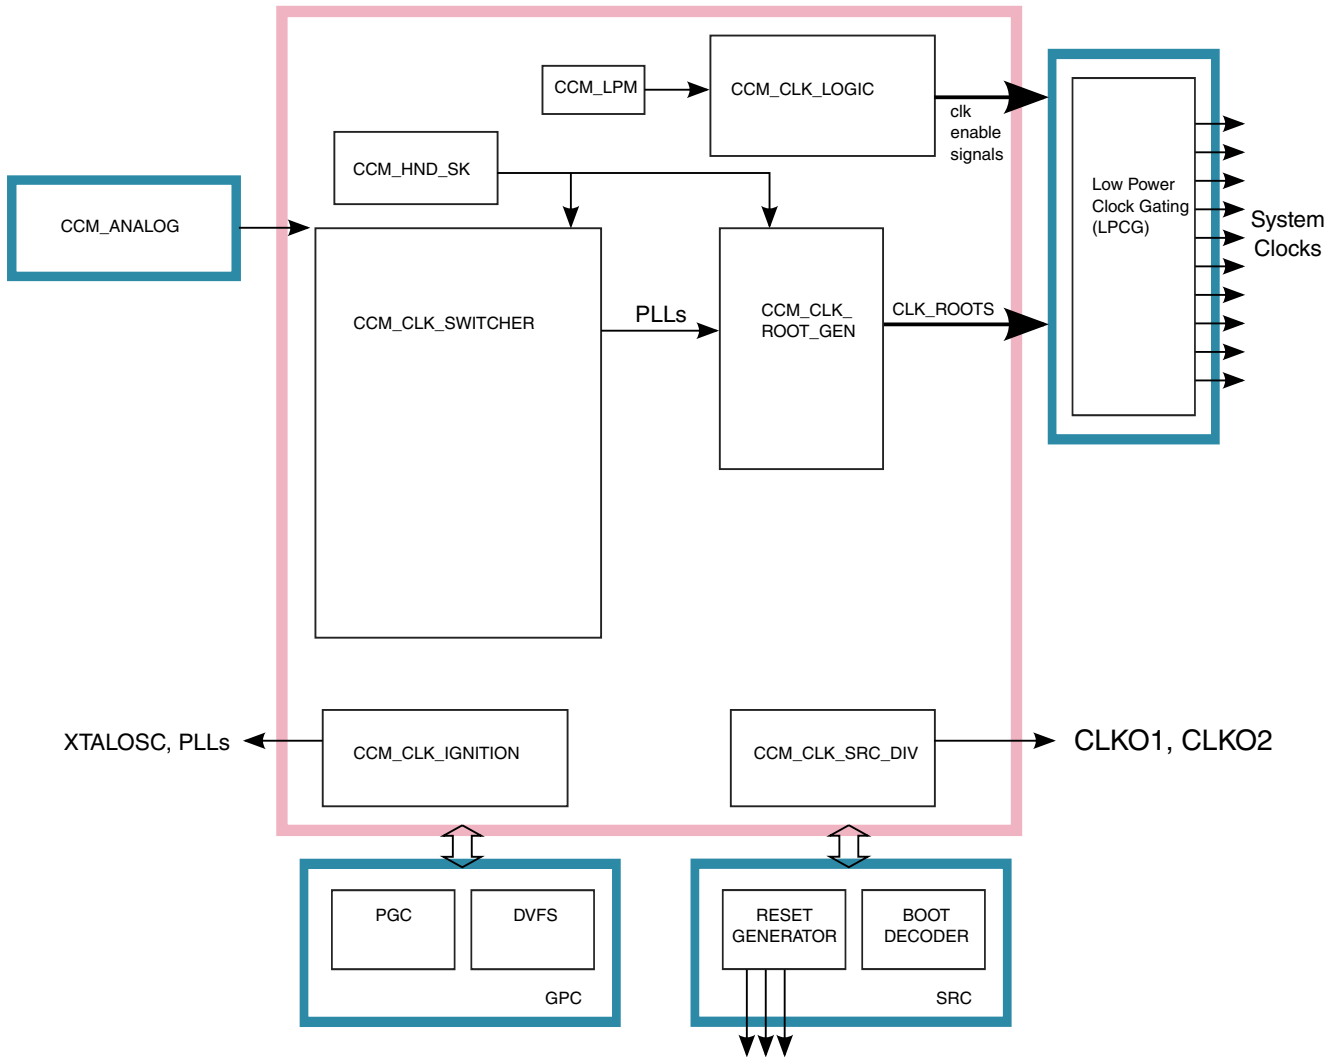 CCM_LPM
CCM_CLK_LOGIC
clk
enable
signals
CCM_HND_SK
CCM_ANALOG
Low Power
Clock Gating
(LPCG)
System
Clocks
CCM_CLK_SWITCHER
PLLs
CCM_CLK_
ROOT_GEN
CLK_ROOTS
XTALOSC, PLLs
CCM_CLK_IGNITION
CCM_CLK_SRC_DIV
CLKO1, CLKO2
PGC
DVFS
GPC
RESET
GENERATOR
BOOT
DECODER
SRC